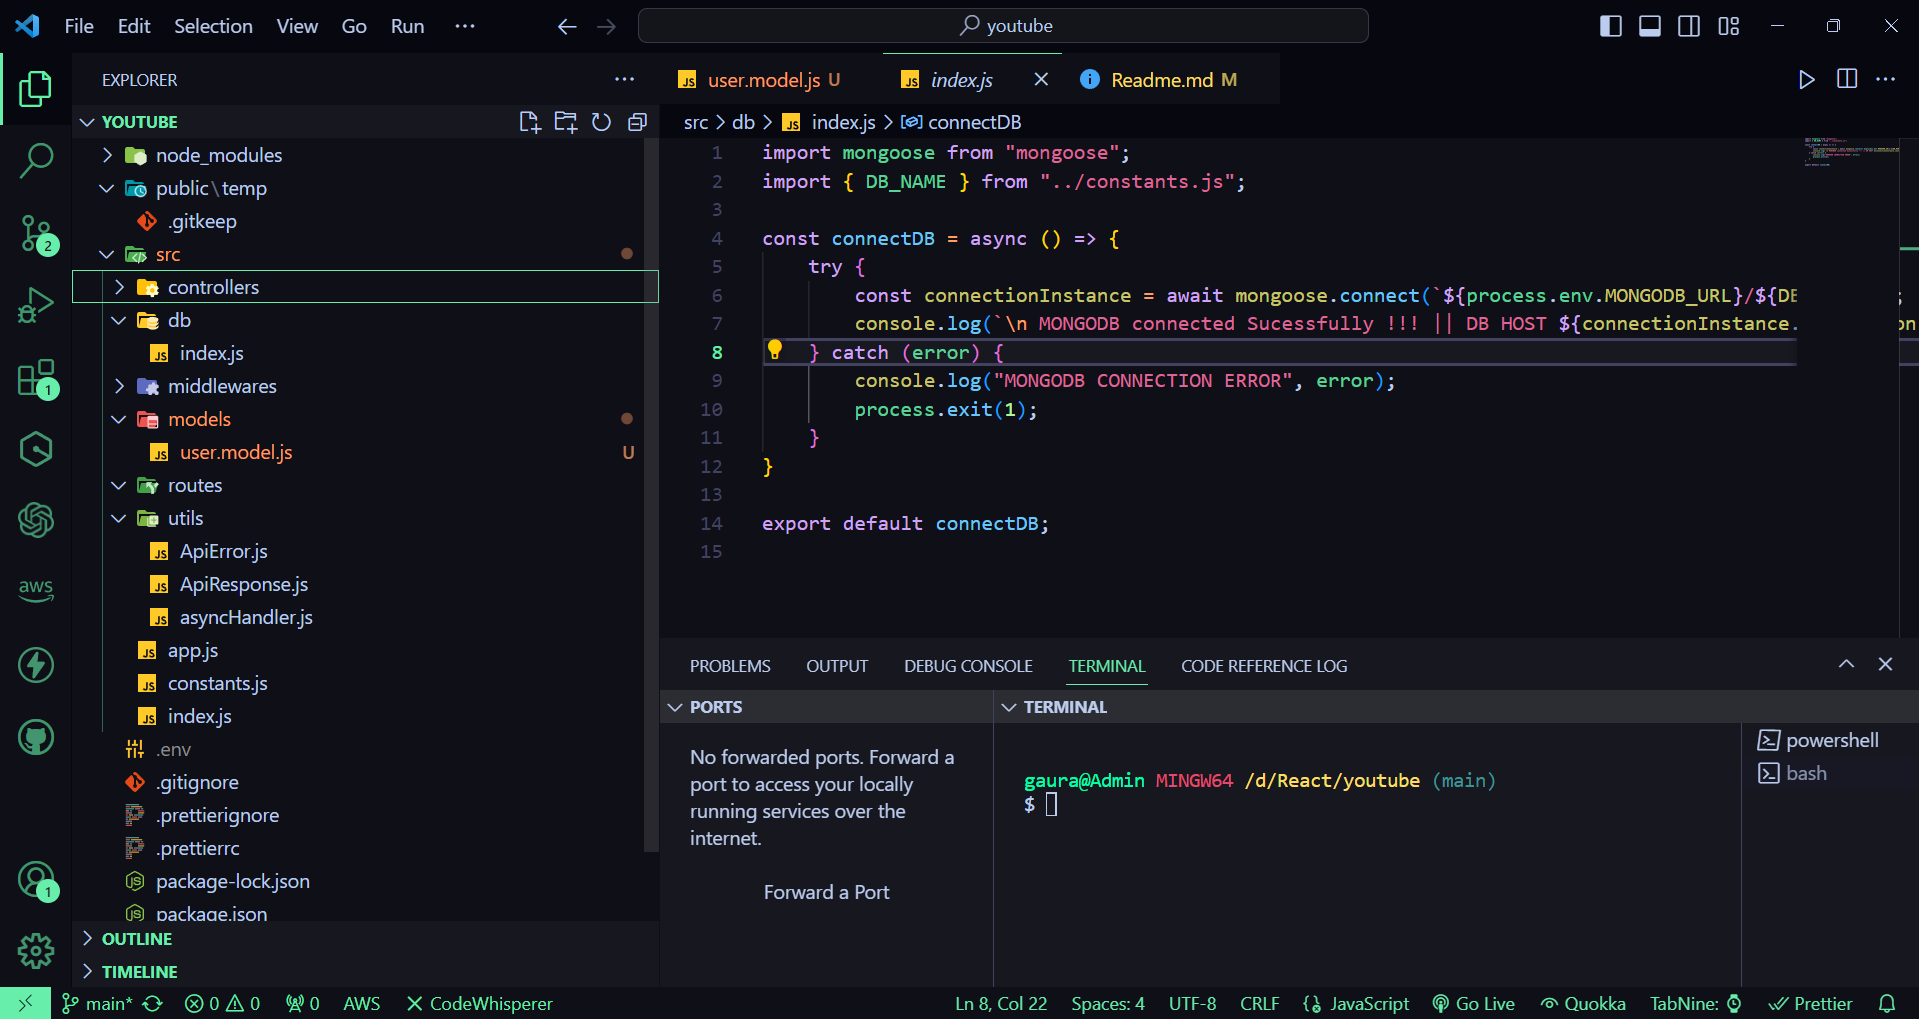 File Edit Selection View Go Run ···
youtube
EXPLORER
YOUTUBE
node_modules
public\temp
.gitkeep
src
controllers
db
index.js
middlewares
models
user.model.js U
routes
utils
ApiError.js
ApiResponse.js
asyncHandler.js
app.js
constants.js
index.js
.env
.gitignore
.prettierignore
.prettierrc
package-lock.json
package.json
OUTLINE
TIMELINE
2
1
aws
1
user.model.js U index.js Readme.md M
src > db > index.js > connectDB
1 import mongoose from "mongoose";
2 import { DB_NAME } from "../constants.js";
3
4 const connectDB = async () => {
5 try {
6 const connectionInstance = await mongoose.connect(`${process.env.MONGODB_URL}/${DB ;
7 console.log(`\n MONGODB connected Sucessfully !!! || DB HOST ${connectionInstance. on
8 } catch (error) {
9 console.log("MONGODB CONNECTION ERROR", error);
10 process.exit(1);
11 }
12 }
13
14 export default connectDB;
15
PROBLEMS OUTPUT DEBUG CONSOLE TERMINAL CODE REFERENCE LOG
PORTS
No forwarded ports. Forward a
port to access your locally
running services over the
internet.
Forward a Port
TERMINAL
gaura@Admin MINGW64 /d/React/youtube (main)
$
powershell
bash
main* 0 0 0 AWS CodeWhisperer Ln 8, Col 22 Spaces: 4 UTF-8 CRLF JavaScript Go Live Quokka TabNine: Prettier